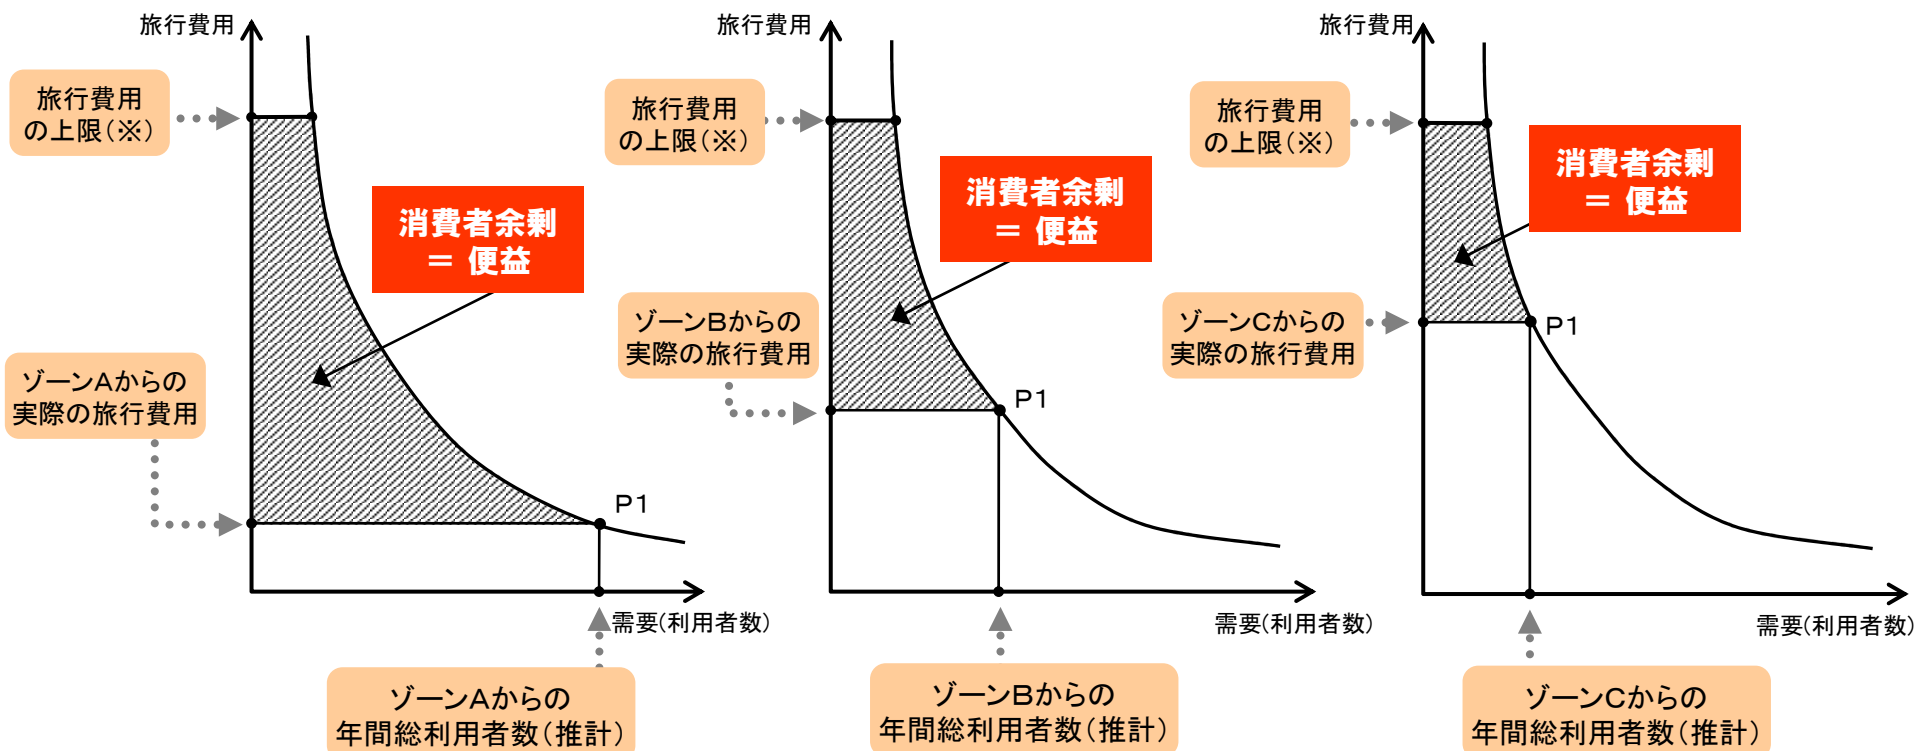 旅行費用
旅行費用
の上限(※)
消費者余剰
＝ 便益
ゾーンAからの
実際の旅行費用
P1
需要(利用者数)
ゾーンAからの
年間総利用者数(推計)
旅行費用
旅行費用
の上限(※)
消費者余剰
＝ 便益
ゾーンBからの
実際の旅行費用
P1
需要(利用者数)
ゾーンBからの
年間総利用者数(推計)
旅行費用
旅行費用
の上限(※)
消費者余剰
＝ 便益
ゾーンCからの
実際の旅行費用
P1
需要(利用者数)
ゾーンCからの
年間総利用者数(推計)